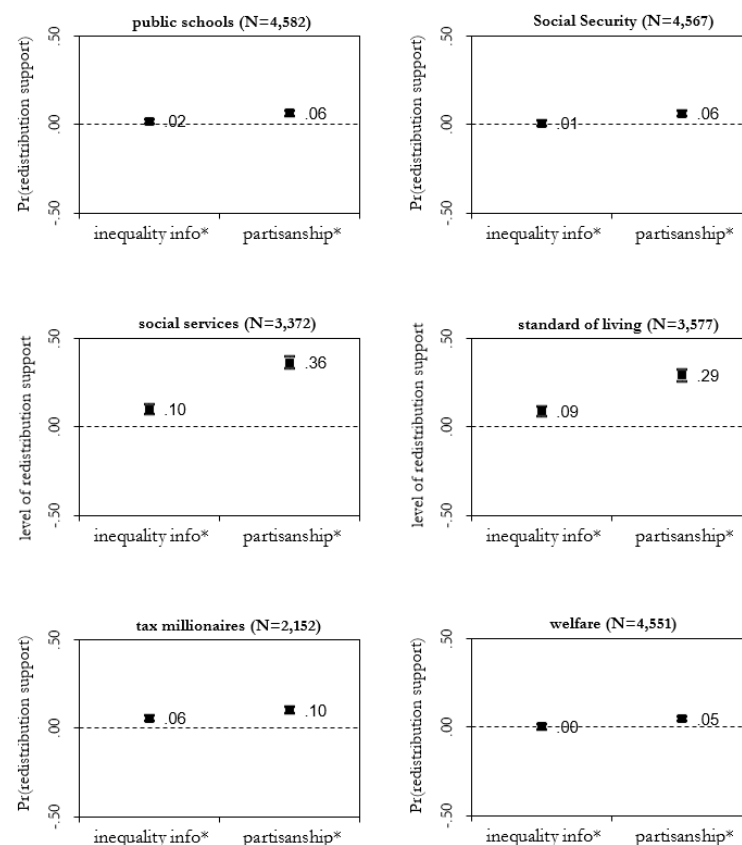 public schools (N=4,582)
Pr(redistribution support)
.50
.00
-.50
.02
.06
inequality info*
partisanship*
Social Security (N=4,567)
Pr(redistribution support)
.50
.00
-.50
.01
.06
inequality info*
partisanship*
social services (N=3,372)
level of redistribution support
.50
.00
-.50
.10
.36
inequality info*
partisanship*
standard of living (N=3,577)
level of redistribution support
.50
.00
-.50
.09
.29
inequality info*
partisanship*
tax millionaires (N=2,152)
Pr(redistribution support)
.50
.00
-.50
.06
.10
inequality info*
partisanship*
welfare (N=4,551)
Pr(redistribution support)
.50
.00
-.50
.00
.05
inequality info*
partisanship*